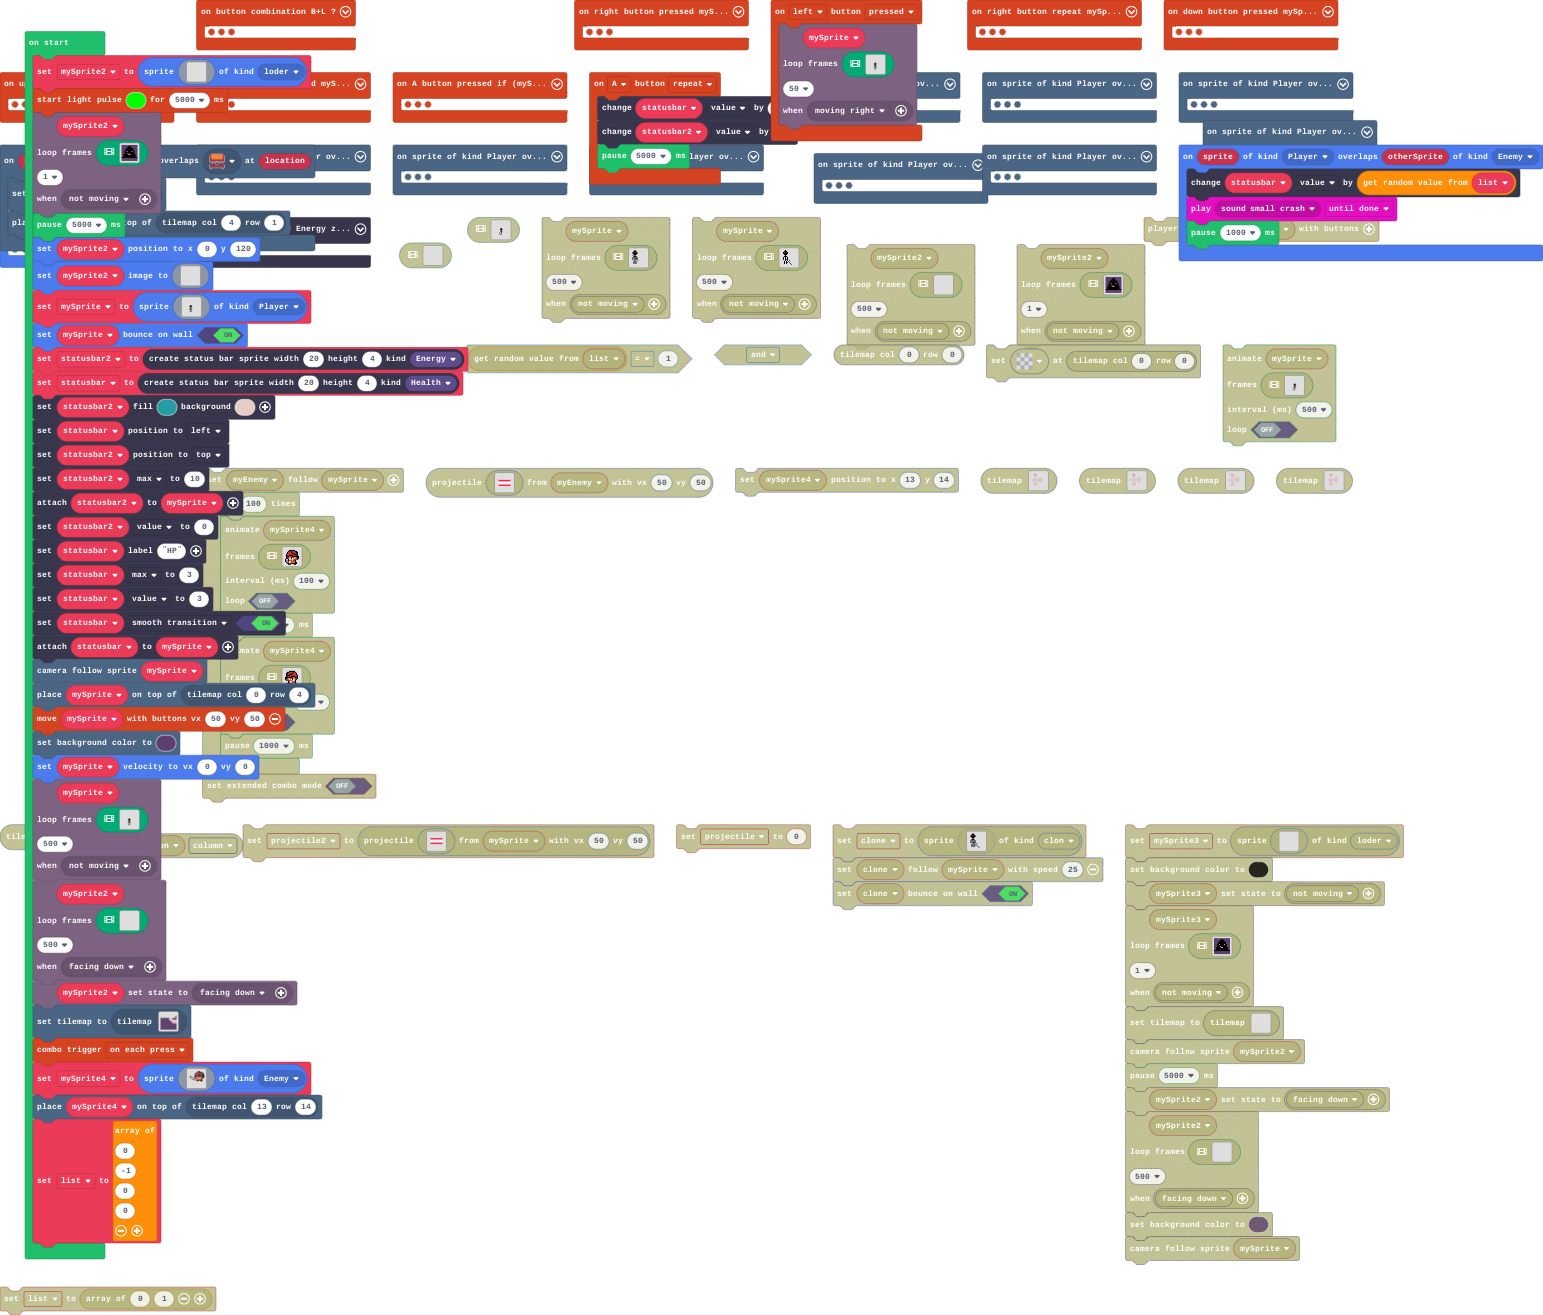 on button combination B+L ?
on right button pressed myS...
on left button pressed
on right button repeat mySp...
on down button pressed mySp...
mySprite
loop frames
50
when moving right
on start
set mySprite2 to sprite of kind loder
start light pulse for 5000 ms
mySprite2
loop frames
1
when not moving
pause 5000 ms
set mySprite2 position to x 0 y 120
set mySprite2 image to
set mySprite to sprite of kind Player
set mySprite bounce on wall ON
set statusbar2 to create status bar sprite width 20 height 4 kind Energy
set statusbar to create status bar sprite width 20 height 4 kind Health
set statusbar2 fill background
set statusbar position to left
set statusbar2 position to top
set statusbar2 max to 10
attach statusbar2 to mySprite
set statusbar2 value to 0
set statusbar label "HP"
set statusbar max to 3
set statusbar value to 3
set statusbar smooth transition ON
attach statusbar to mySprite
camera follow sprite mySprite
place mySprite on top of tilemap col 0 row 4
move mySprite with buttons vx 50 vy 50
set background color to
set mySprite velocity to vx 0 vy 0
mySprite
loop frames
500
when not moving
mySprite2
loop frames
500
when facing down
mySprite2 set state to facing down
set tilemap to tilemap
combo trigger on each press
set mySprite4 to sprite of kind Enemy
place mySprite4 on top of tilemap col 13 row 14
array of
0
-1
set list to
0
0
set list to array of 0 1
on A button pressed if (myS...
on A button repeat
change statusbar value by
change statusbar2 value by
pause 5000 ms
on sprite of kind Player ov...
on sprite of kind Player ov...
on sprite of kind Player ov...
on sprite of kind Player ov...
on sprite of kind Player ov...
on sprite of kind Player ov...
overlaps at location
op of tilemap col 4 row 1
Energy z...
on sprite of kind Player overlaps otherSprite of kind Enemy
change statusbar value by get random value from list
play sound small crash until done
pause 1000 ms
player
with buttons
mySprite
loop frames
500
when not moving
mySprite
loop frames
500
when not moving
mySprite2
loop frames
500
when not moving
mySprite2
loop frames
1
when not moving
get random value from list = 1
and
tilemap col 0 row 0
set at tilemap col 0 row 0
animate mySprite
frames
interval (ms) 500
loop OFF
set myEnemy follow mySprite
100 times
animate mySprite4
frames
interval (ms) 100
loop OFF
ms
mySprite4
frames
pause 1000 ms
set extended combo mode OFF
projectile from myEnemy with vx 50 vy 50
set mySprite4 position to x 13 y 14
tilemap
tilemap
tilemap
tilemap
column
set projectile2 to projectile from mySprite with vx 50 vy 50
set projectile to 0
set clone to sprite of kind clon
set clone follow mySprite with speed 25
set clone bounce on wall ON
set mySprite3 to sprite of kind loder
set background color to
mySprite3 set state to not moving
mySprite3
loop frames
1
when not moving
set tilemap to tilemap
camera follow sprite mySprite2
pause 5000 ms
mySprite2 set state to facing down
mySprite2
loop frames
500
when facing down
set background color to
camera follow sprite mySprite